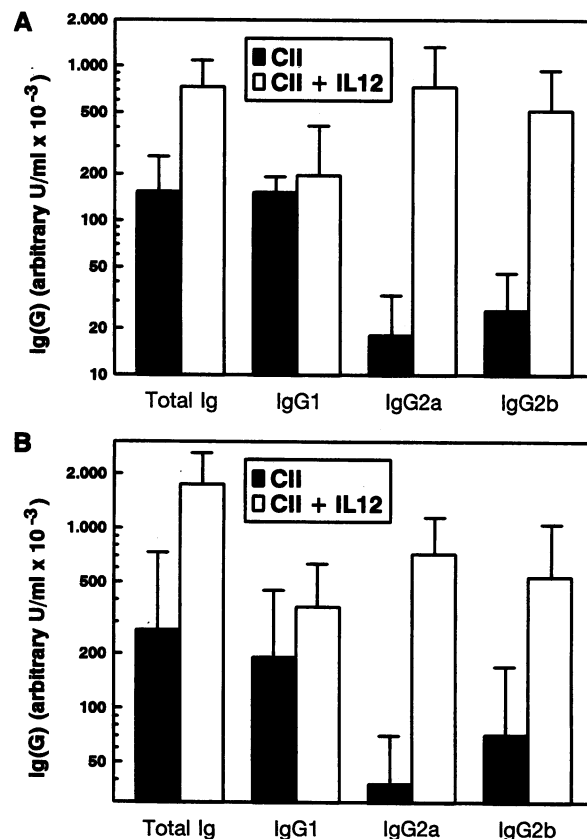 A
Ig(G) (arbitrary U/ml x 10⁻³)
2.000
1.000
500
200
100
50
20
10
CII
CII + IL12
Total Ig IgG1 IgG2a IgG2b
B
Ig(G) (arbitrary U/ml x 10⁻³)
2.000
1.000
500
200
100
50
CII
CII + IL12
Total Ig IgG1 IgG2a IgG2b